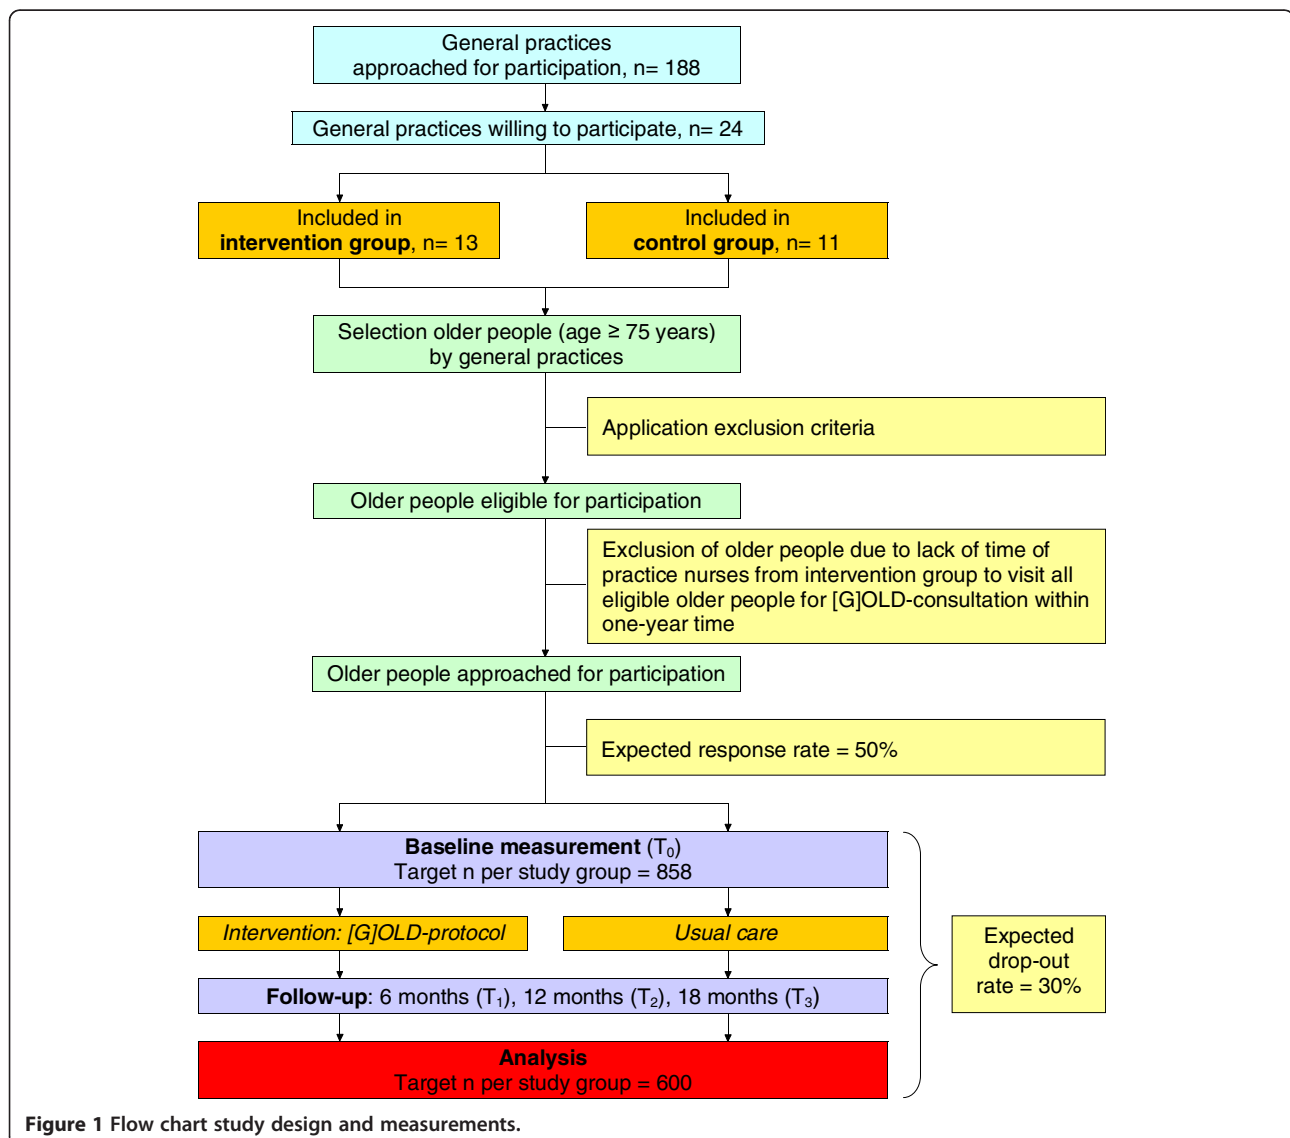 General practices
approached for participation, n= 188
General practices willing to participate, n= 24
Included in
intervention group, n= 13
Included in
control group, n= 11
Selection older people (age ≥ 75 years)
by general practices
Application exclusion criteria
Older people eligible for participation
Exclusion of older people due to lack of time of
practice nurses from intervention group to visit all
eligible older people for [G]OLD-consultation within
one-year time
Older people approached for participation
Expected response rate = 50%
Baseline measurement (T₀)
Target n per study group = 858
Intervention: [G]OLD-protocol
Usual care
Expected
drop-out
rate = 30%
Follow-up: 6 months (T₁), 12 months (T₂), 18 months (T₃)
Analysis
Target n per study group = 600
Figure 1 Flow chart study design and measurements.